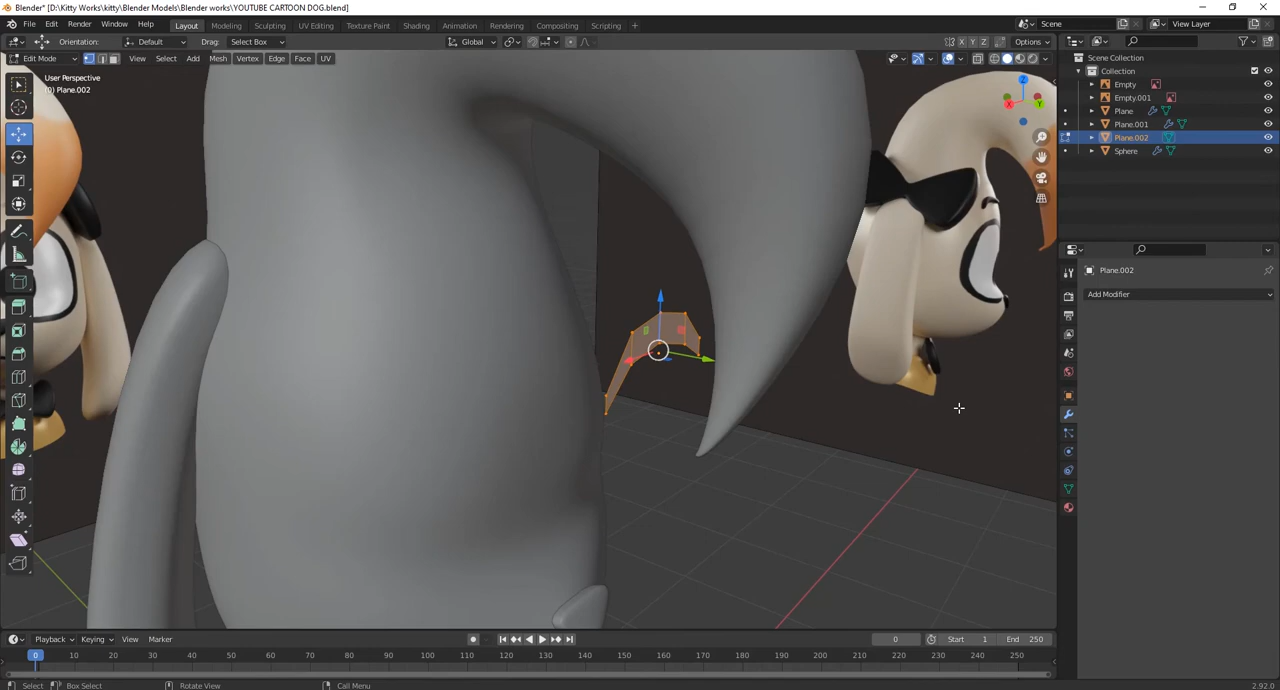 Blender* [D:\Kitty Works\kitty\Blender Models\Blender works\YOUTUBE CARTOON DOG.blend]
File Edit Render Window Help Layout Modeling Sculpting UV Editing Texture Paint Shading Animation Rendering Compositing Scripting + Scene View Layer
Orientation: Default Drag: Select Box Global X Y Z Options
Edit Mode View Select Add Mesh Vertex Edge Face UV
User Perspective
(0) Plane.002
Z
X Y
Scene Collection
Collection
Empty
Empty.001
Plane
Plane.001
Plane.002
Sphere
Plane.002
Add Modifier
Playback Keying View Marker 0 Start 1 End 250
0 10 20 30 40 50 60 70 80 90 100 110 120 130 140 150 160 170 180 190 200 210 220 230 240 250
Select Box Select Rotate View Call Menu 2.92.0